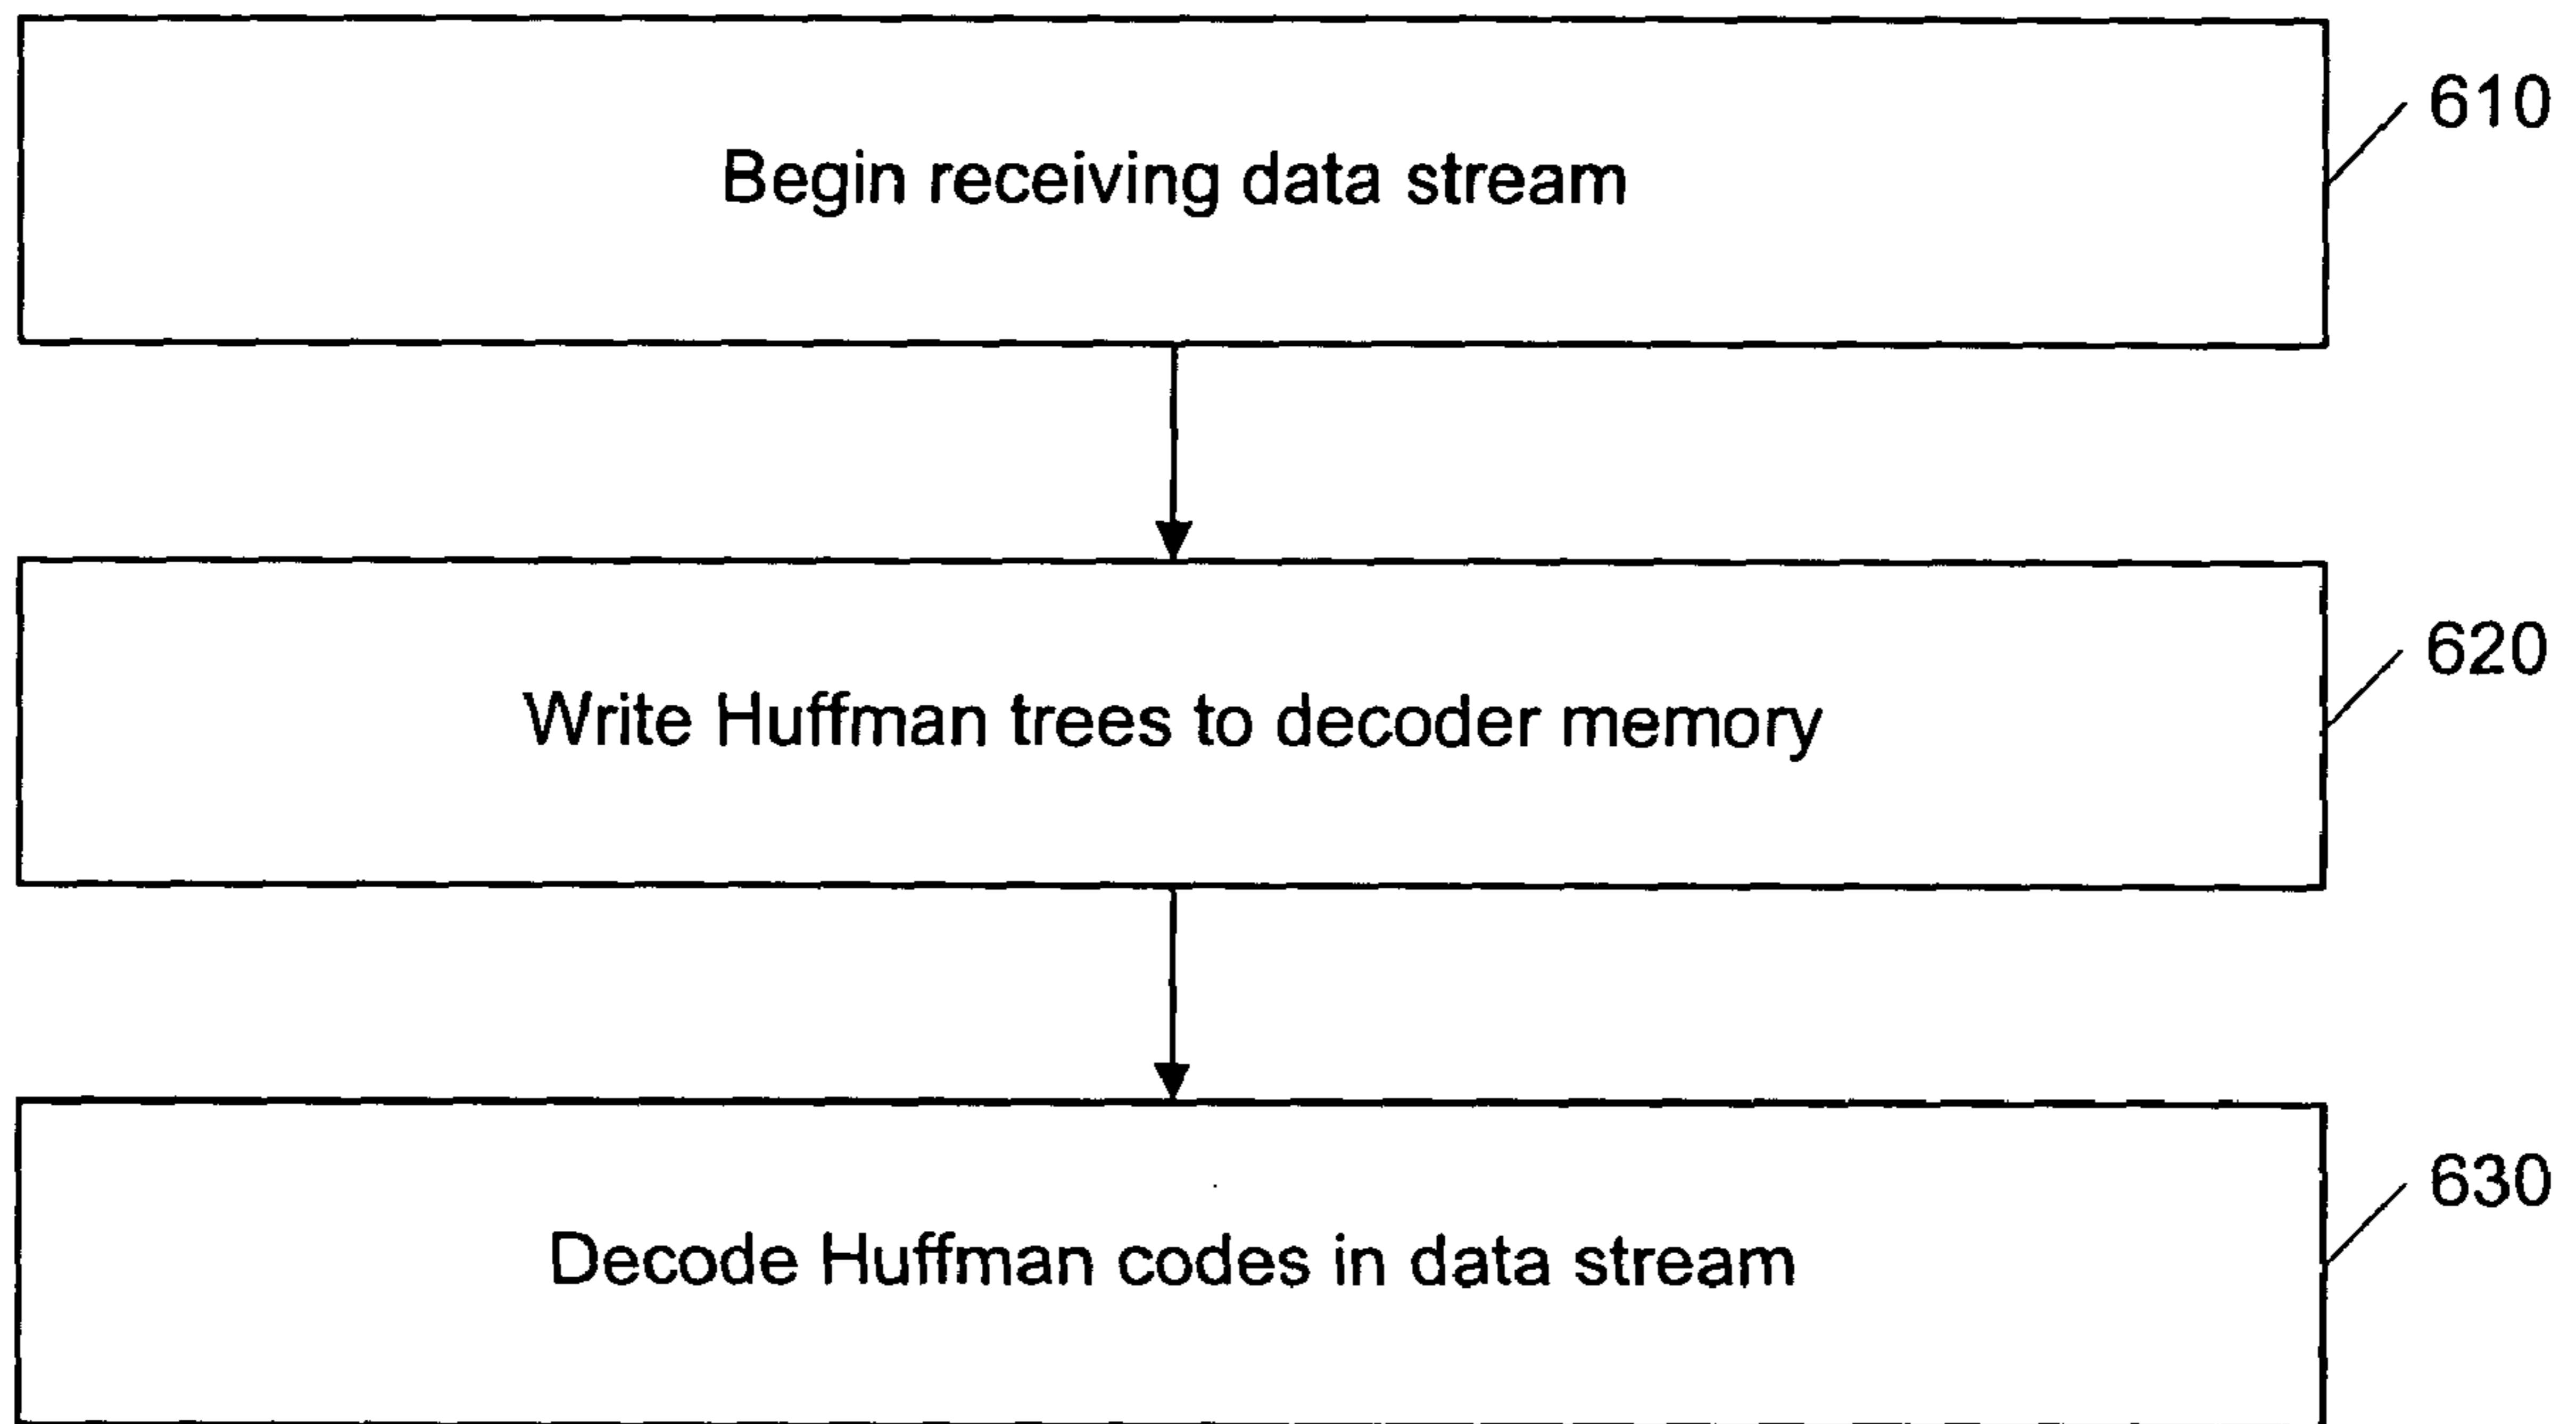 Begin receiving data stream
610
Write Huffman trees to decoder memory
620
Decode Huffman codes in data stream
630